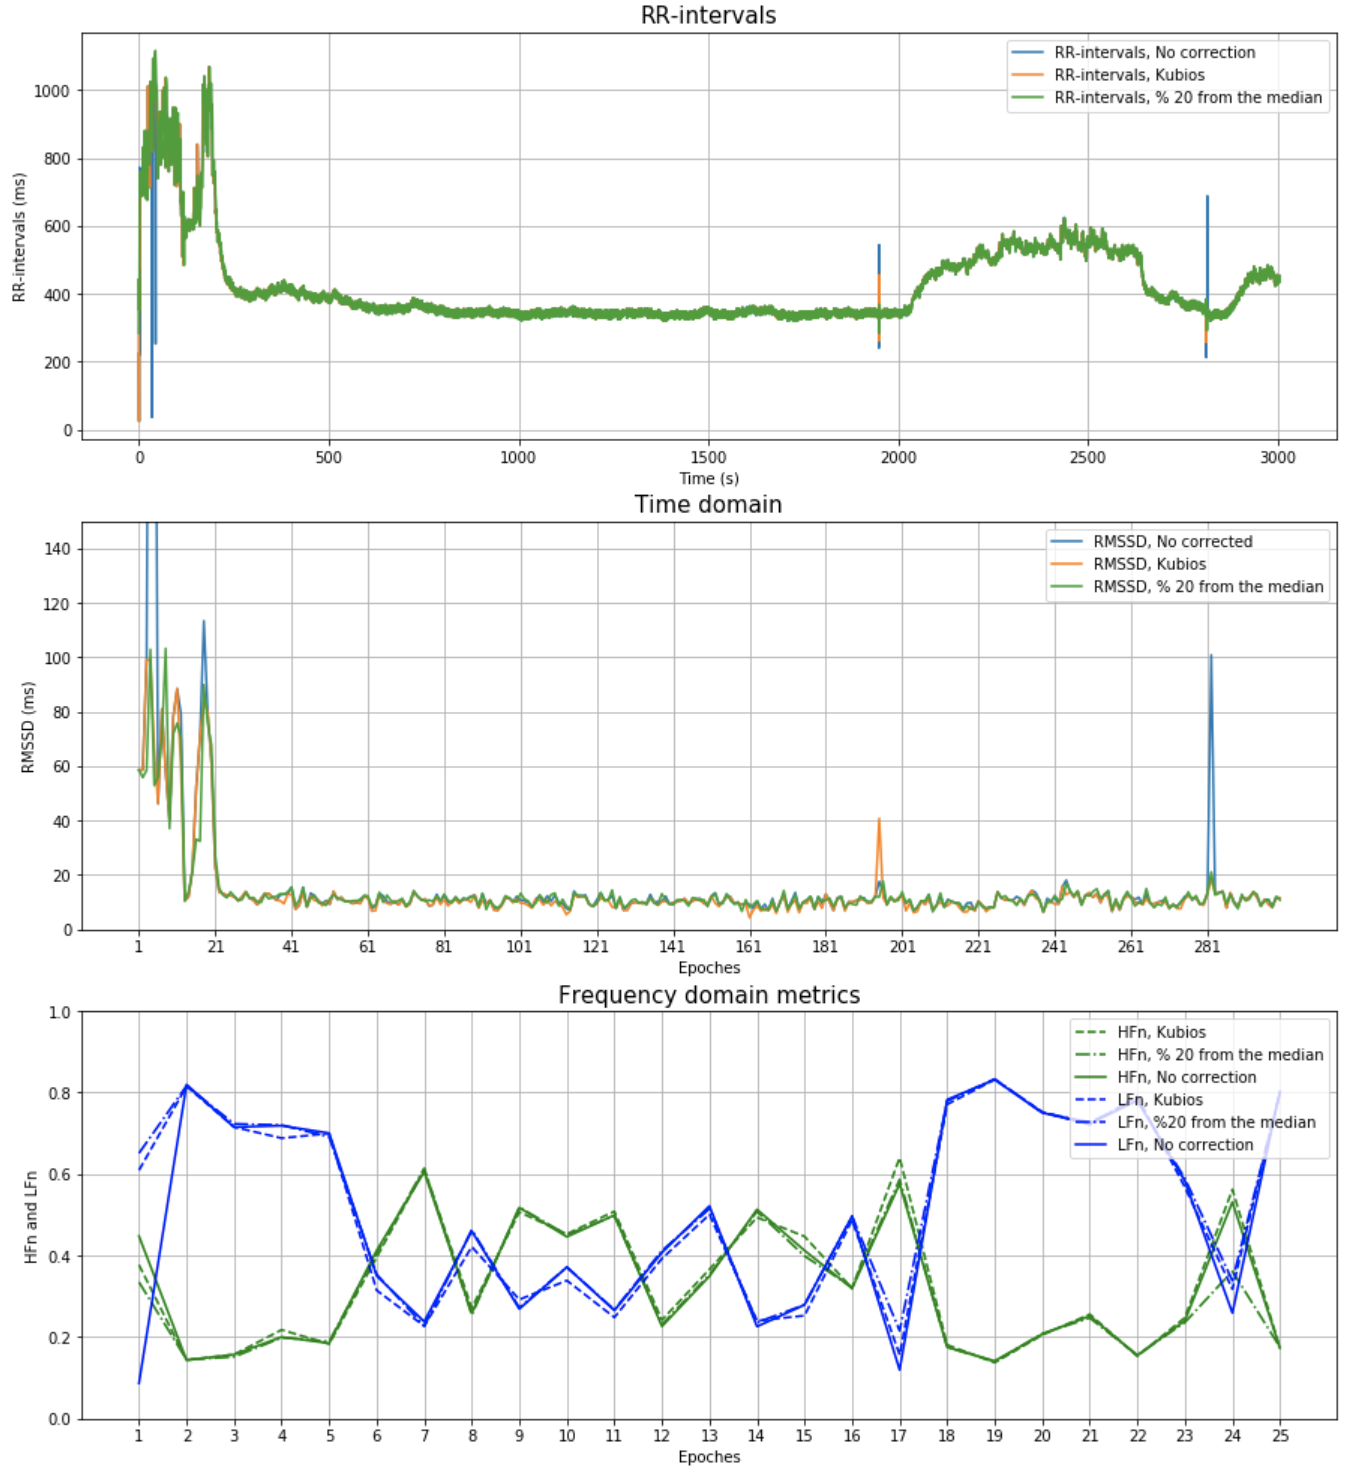 RR-intervals
RR-intervals, No correction
RR-intervals, Kubios
RR-intervals, % 20 from the median
RR-intervals (ms)
1000
800
600
400
200
0
0 500 1000 1500 2000 2500 3000
Time (s)
Time domain
RMSSD, No corrected
RMSSD, Kubios
RMSSD, % 20 from the median
RMSSD (ms)
140
120
100
80
60
40
20
0
1 21 41 61 81 101 121 141 161 181 201 221 241 261 281
Epoches
Frequency domain metrics
HFn, Kubios
HFn, % 20 from the median
HFn, No correction
LFn, Kubios
LFn, %20 from the median
LFn, No correction
HFn and LFn
1.0
0.8
0.6
0.4
0.2
0.0
1 2 3 4 5 6 7 8 9 10 11 12 13 14 15 16 17 18 19 20 21 22 23 24 25
Epoches